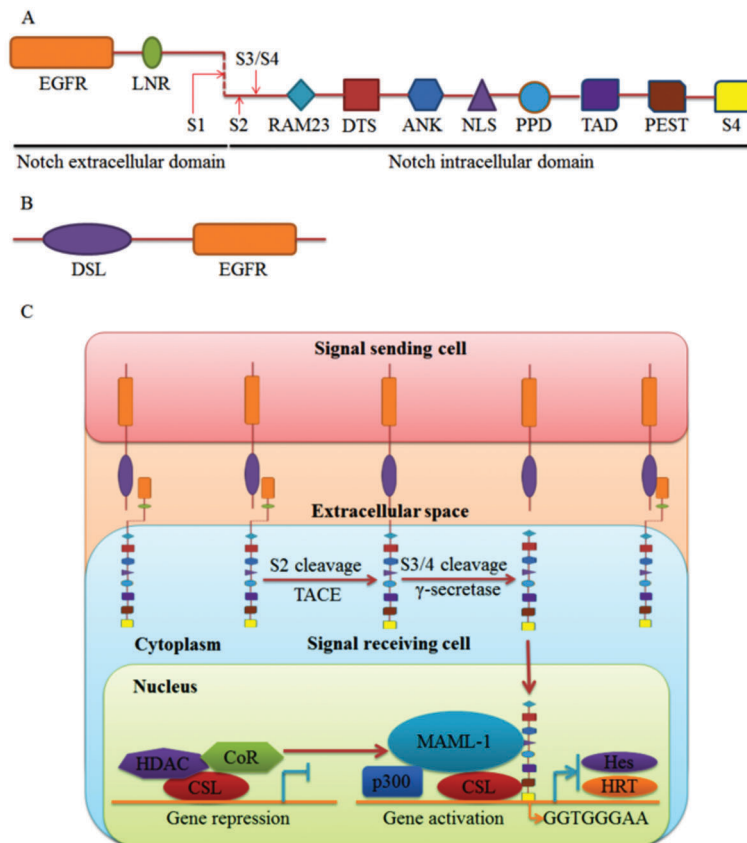 A
EGFR
LNR
S3/S4
S1
S2
RAM23
DTS
ANK
NLS
PPD
TAD
PEST
S4
Notch extracellular domain
Notch intracellular domain
B
DSL
EGFR
C
Signal sending cell
Extracellular space
S2 cleavage
TACE
S3/4 cleavage
γ-secretase
Cytoplasm
Signal receiving cell
Nucleus
HDAC
CoR
CSL
MAML-1
p300
CSL
Hes
HRT
Gene repression
Gene activation
GGTGGGAA